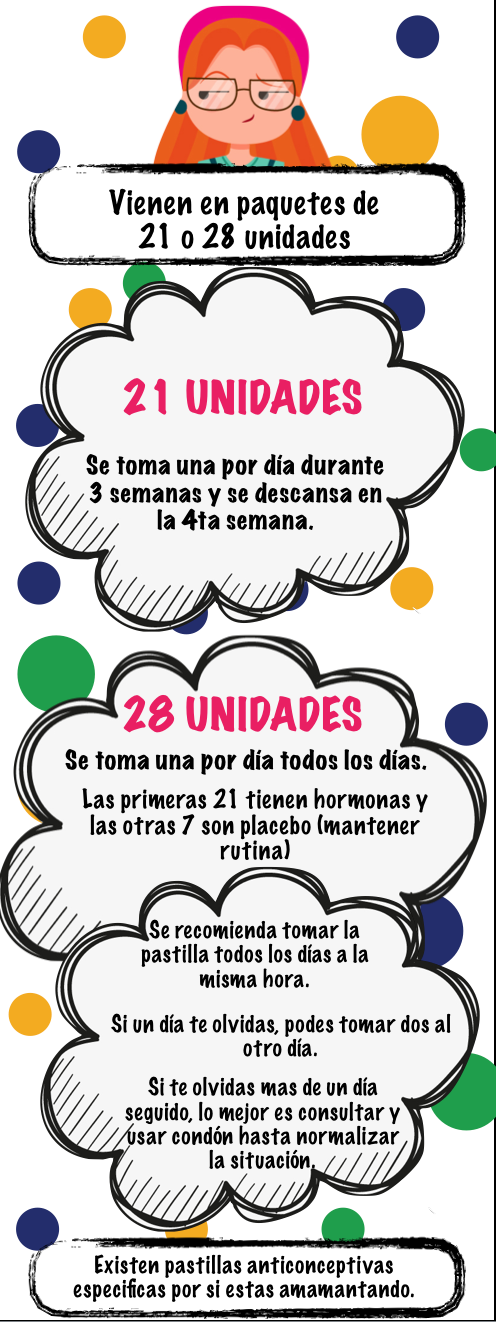 Vienen en paquetes de
21 o 28 unidades
21 UNIDADES
Se toma una por día durante
3 semanas y se descansa en
la 4ta semana.
28 UNIDADES
Se toma una por día todos los días.
Las primeras 21 tienen hormonas y
las otras 7 son placebo (mantener
rutina)
Se recomienda tomar la
pastilla todos los días a la
misma hora.
Si un día te olvidas, podes tomar dos al
otro día.
Si te olvidas mas de un día
seguido, lo mejor es consultar y
usar condón hasta normalizar
la situación.
Existen pastillas anticonceptivas
especificas por si estas amamantando.